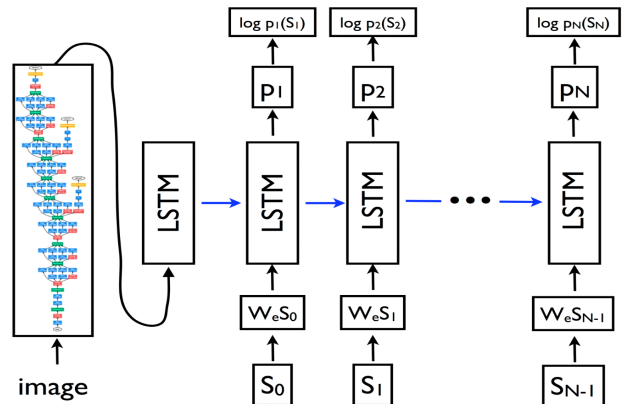 log p1(S1) log p2(S2) log pN(SN)
p1 p2 pN
LSTM LSTM LSTM ••• LSTM
WeS0 WeS1 WeSN-1
image S0 S1 SN-1